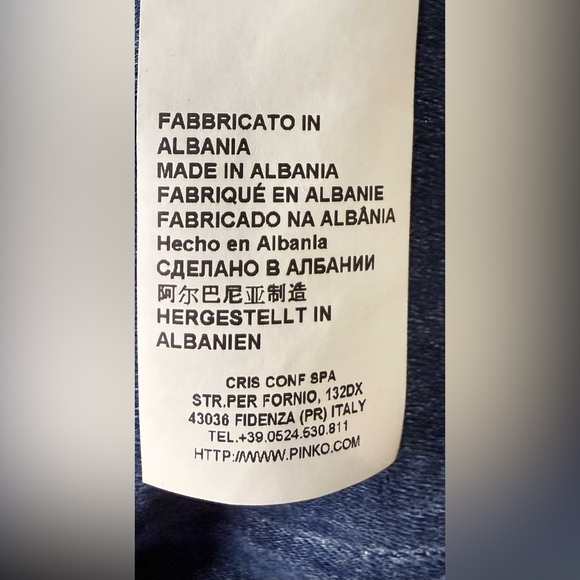 FABBRICATO IN
ALBANIA
MADE IN ALBANIA
FABRIQUÉ EN ALBANIE
FABRICADO NA ALBÂNIA
Hecho en Albania
СДЕЛАНО В АЛБАНИИ
阿尔巴尼亚制造
HERGESTELLT IN
ALBANIEN
CRIS CONF SPA
STR.PER FORNIO, 132DX
43036 FIDENZA (PR) ITALY
TEL.+39.0524.530.811
HTTP://WWW.PINKO.COM